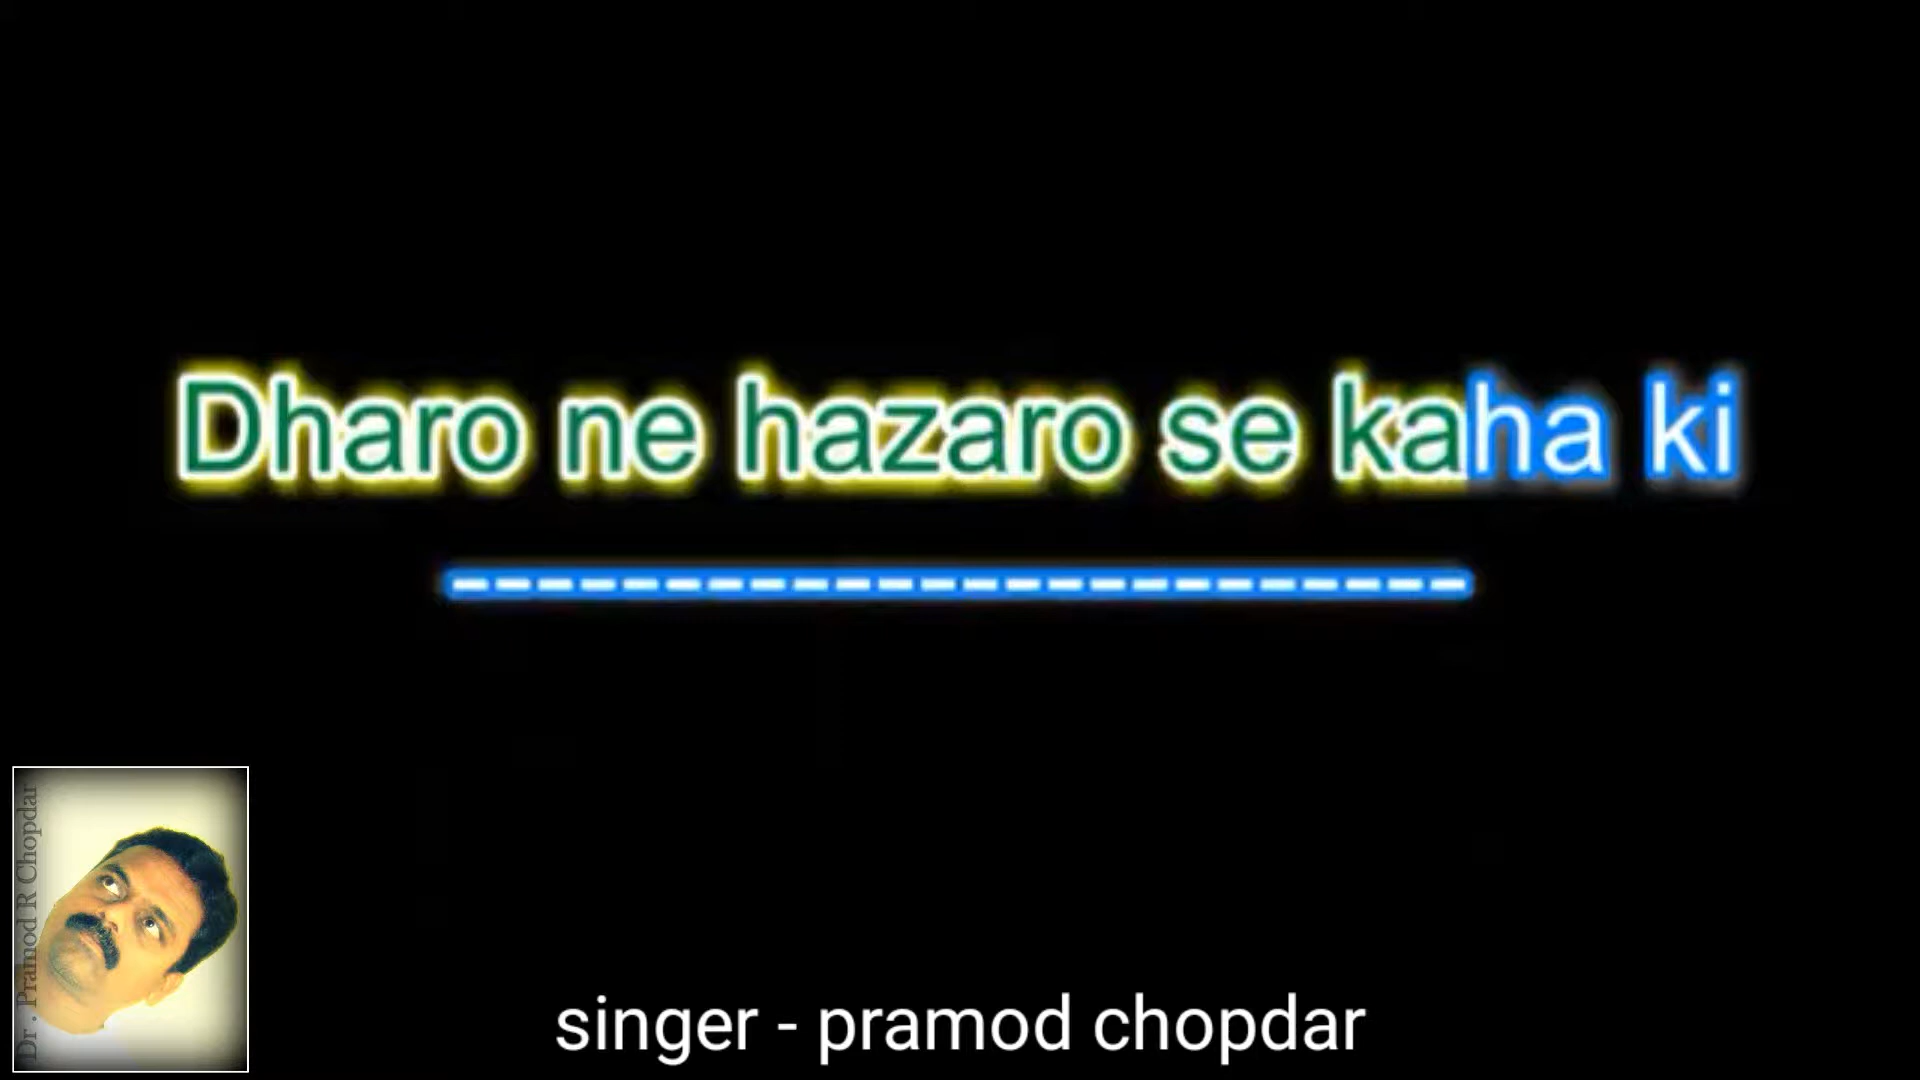 Dharo ne hazaro se kaha ki
------------------------
Dr . Pramod R Chopdar
singer - pramod chopdar